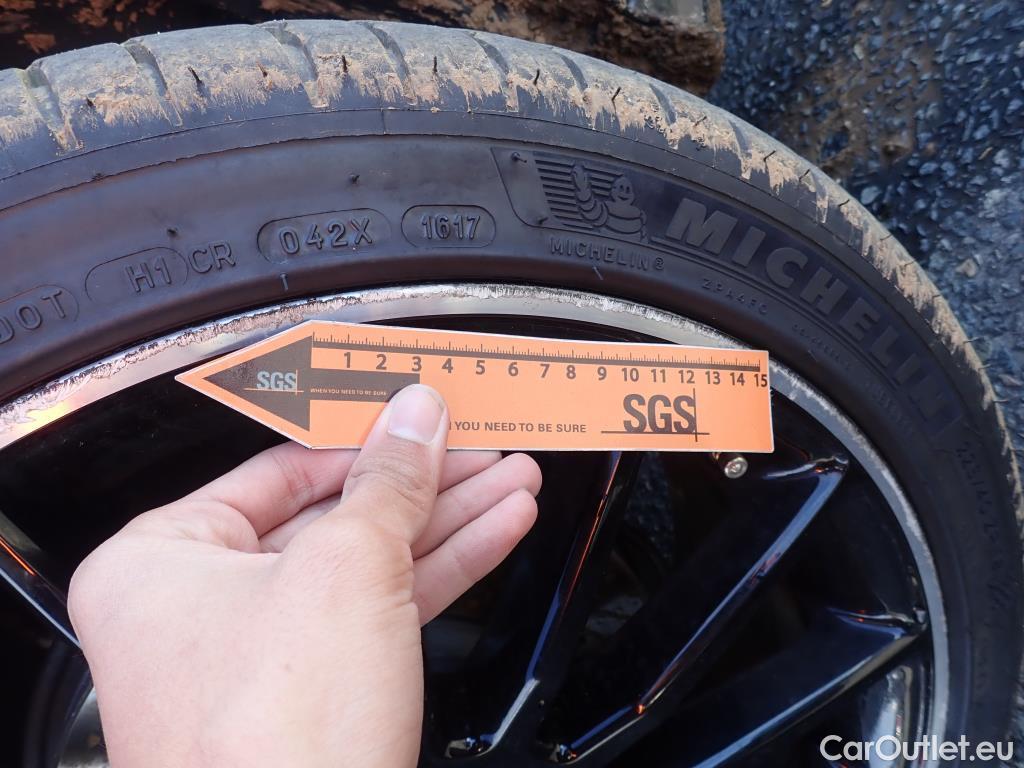 DOT
H1
CR
042X
1617
MICHELIN®
MICHELIN
1 2 3 4 5 6 7 8 9 10 11 12 13 14 15
SGS
WHEN YOU NEED TO BE SURE
YOU NEED TO BE SURE
SGS
CarOutlet.eu